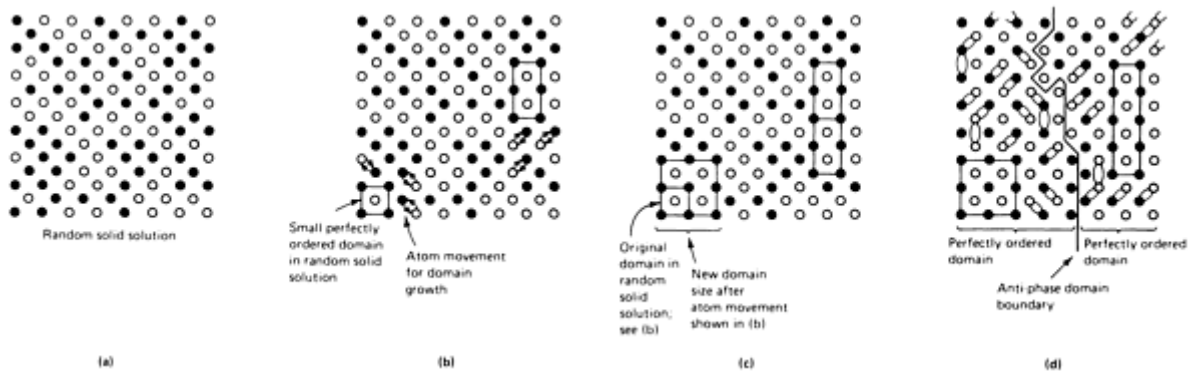 Random solid solution
(a)
Small perfectly
ordered domain
in random solid
solution
Atom movement
for domain
growth
(b)
Original
domain in
random
solid
solution;
see (b)
New domain
size after
atom movement
shown in (b)
(c)
Perfectly ordered
domain
Perfectly ordered
domain
Anti-phase domain
boundary
(d)